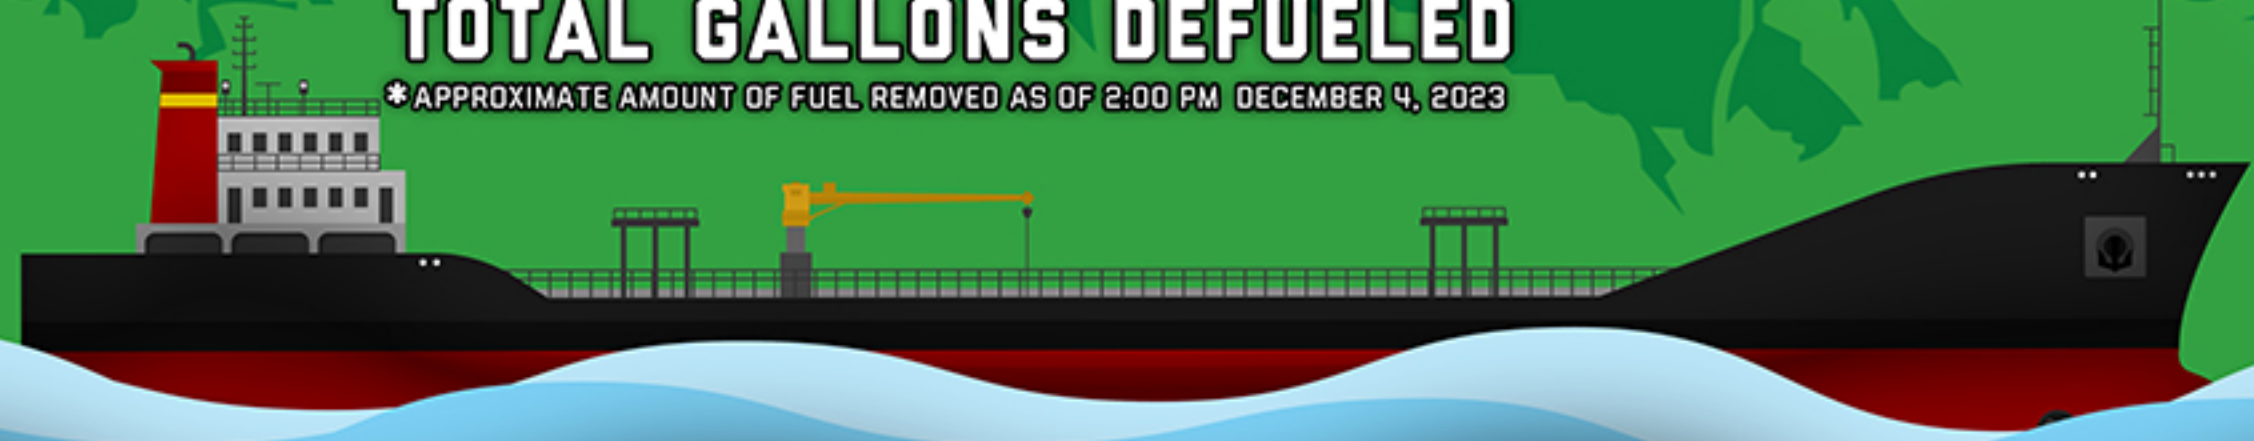 TOTAL GALLONS DEFUELED
*APPROXIMATE AMOUNT OF FUEL REMOVED AS OF 2:00 PM DECEMBER 4, 2023